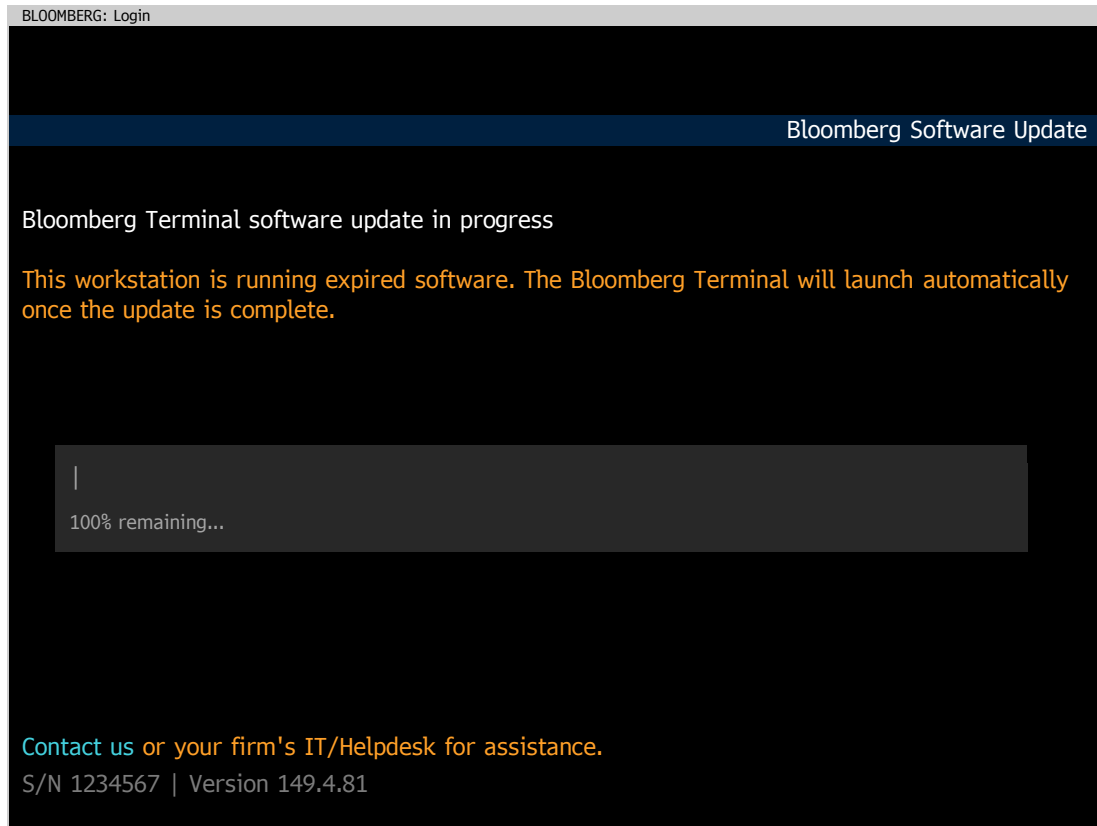 BLOOMBERG: Login
Bloomberg Software Update
Bloomberg Terminal software update in progress
This workstation is running expired software. The Bloomberg Terminal will launch automatically
once the update is complete.
100% remaining...
Contact us or your firm's IT/Helpdesk for assistance.
S/N 1234567 | Version 149.4.81